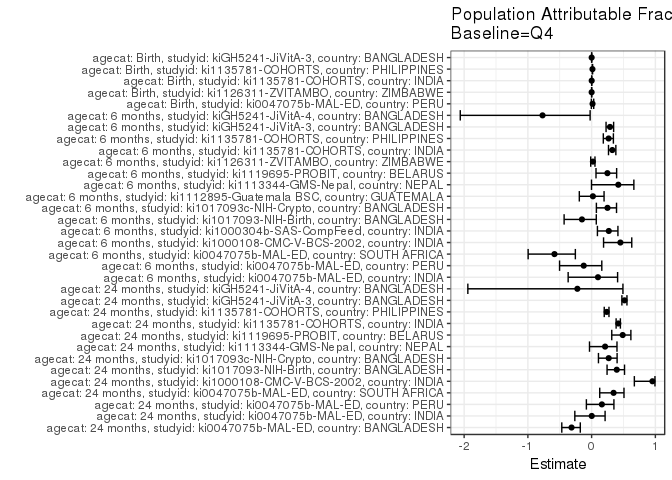 Population Attributable Frac
Baseline=Q4
agecat: Birth, studyid: kiGH5241-JiVitA-3, country: BANGLADESH
agecat: Birth, studyid: ki1135781-COHORTS, country: PHILIPPINES
agecat: Birth, studyid: ki1135781-COHORTS, country: INDIA
agecat: Birth, studyid: ki1126311-ZVITAMBO, country: ZIMBABWE
agecat: Birth, studyid: ki0047075b-MAL-ED, country: PERU
agecat: 6 months, studyid: kiGH5241-JiVitA-4, country: BANGLADESH
agecat: 6 months, studyid: kiGH5241-JiVitA-3, country: BANGLADESH
agecat: 6 months, studyid: ki1135781-COHORTS, country: PHILIPPINES
agecat: 6 months, studyid: ki1135781-COHORTS, country: INDIA
agecat: 6 months, studyid: ki1126311-ZVITAMBO, country: ZIMBABWE
agecat: 6 months, studyid: ki1119695-PROBIT, country: BELARUS
agecat: 6 months, studyid: ki1113344-GMS-Nepal, country: NEPAL
agecat: 6 months, studyid: ki1112895-Guatemala BSC, country: GUATEMALA
agecat: 6 months, studyid: ki1017093c-NIH-Crypto, country: BANGLADESH
agecat: 6 months, studyid: ki1017093-NIH-Birth, country: BANGLADESH
agecat: 6 months, studyid: ki1000304b-SAS-CompFeed, country: INDIA
agecat: 6 months, studyid: ki1000108-CMC-V-BCS-2002, country: INDIA
agecat: 6 months, studyid: ki0047075b-MAL-ED, country: SOUTH AFRICA
agecat: 6 months, studyid: ki0047075b-MAL-ED, country: PERU
agecat: 6 months, studyid: ki0047075b-MAL-ED, country: INDIA
agecat: 24 months, studyid: kiGH5241-JiVitA-4, country: BANGLADESH
agecat: 24 months, studyid: kiGH5241-JiVitA-3, country: BANGLADESH
agecat: 24 months, studyid: ki1135781-COHORTS, country: PHILIPPINES
agecat: 24 months, studyid: ki1135781-COHORTS, country: INDIA
agecat: 24 months, studyid: ki1119695-PROBIT, country: BELARUS
agecat: 24 months, studyid: ki1113344-GMS-Nepal, country: NEPAL
agecat: 24 months, studyid: ki1017093c-NIH-Crypto, country: BANGLADESH
agecat: 24 months, studyid: ki1017093-NIH-Birth, country: BANGLADESH
agecat: 24 months, studyid: ki1000108-CMC-V-BCS-2002, country: INDIA
agecat: 24 months, studyid: ki0047075b-MAL-ED, country: SOUTH AFRICA
agecat: 24 months, studyid: ki0047075b-MAL-ED, country: PERU
agecat: 24 months, studyid: ki0047075b-MAL-ED, country: INDIA
agecat: 24 months, studyid: ki0047075b-MAL-ED, country: BANGLADESH
-2 -1 0 1
Estimate